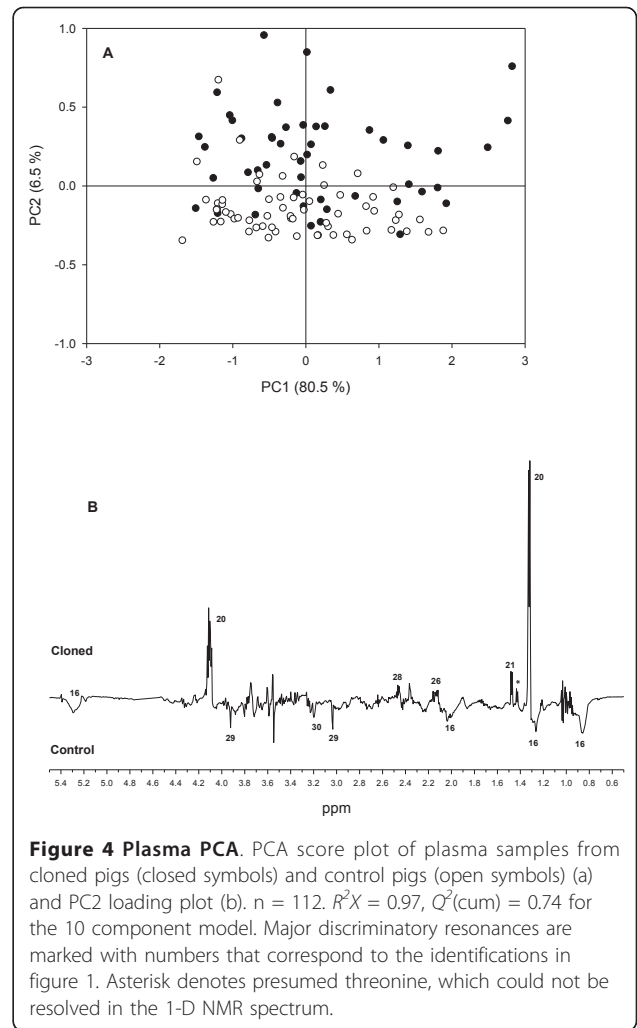 A
1.0
0.5
0.0
-0.5
-1.0
PC2 (6.5 %)
-3 -2 -1 0 1 2 3
PC1 (80.5 %)
B
20
20
Cloned
16
28
26
21
*
29
30
29
16
16
16
Control
5.4 5.2 5.0 4.8 4.6 4.4 4.2 4.0 3.8 3.6 3.4 3.2 3.0 2.8 2.6 2.4 2.2 2.0 1.8 1.6 1.4 1.2 1.0 0.8 0.6
ppm
Figure 4 Plasma PCA. PCA score plot of plasma samples from
cloned pigs (closed symbols) and control pigs (open symbols) (a)
and PC2 loading plot (b). n = 112. R²X = 0.97, Q²(cum) = 0.74 for
the 10 component model. Major discriminatory resonances are
marked with numbers that correspond to the identifications in
figure 1. Asterisk denotes presumed threonine, which could not be
resolved in the 1-D NMR spectrum.